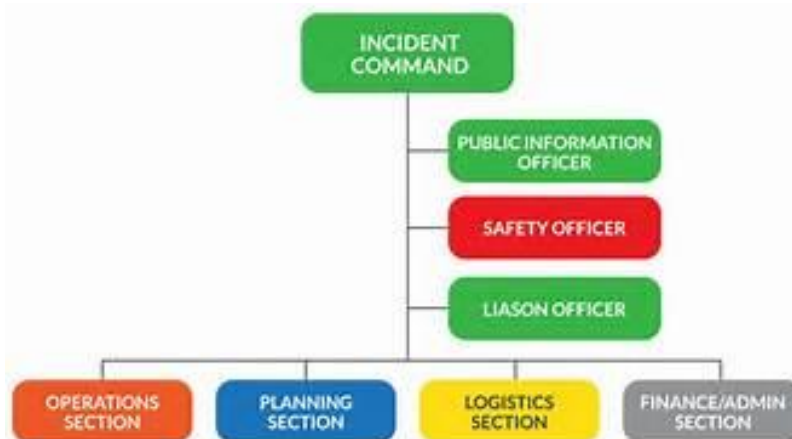 INCIDENT
COMMAND
PUBLIC INFORMATION
OFFICER
SAFETY OFFICER
LIASON OFFICER
OPERATIONS
SECTION
PLANNING
SECTION
LOGISTICS
SECTION
FINANCE/ADMIN
SECTION